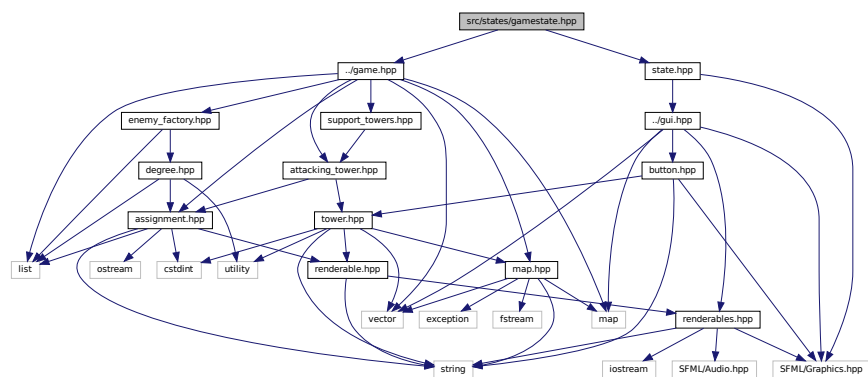 src/states/gamestate.hpp
../game.hpp
state.hpp
enemy_factory.hpp
support_towers.hpp
../gui.hpp
degree.hpp
attacking_tower.hpp
button.hpp
assignment.hpp
tower.hpp
list
ostream
cstdint
utility
renderable.hpp
map.hpp
vector
exception
fstream
map
renderables.hpp
string
iostream
SFML/Audios.hpp
SFML/Graphics.hpp